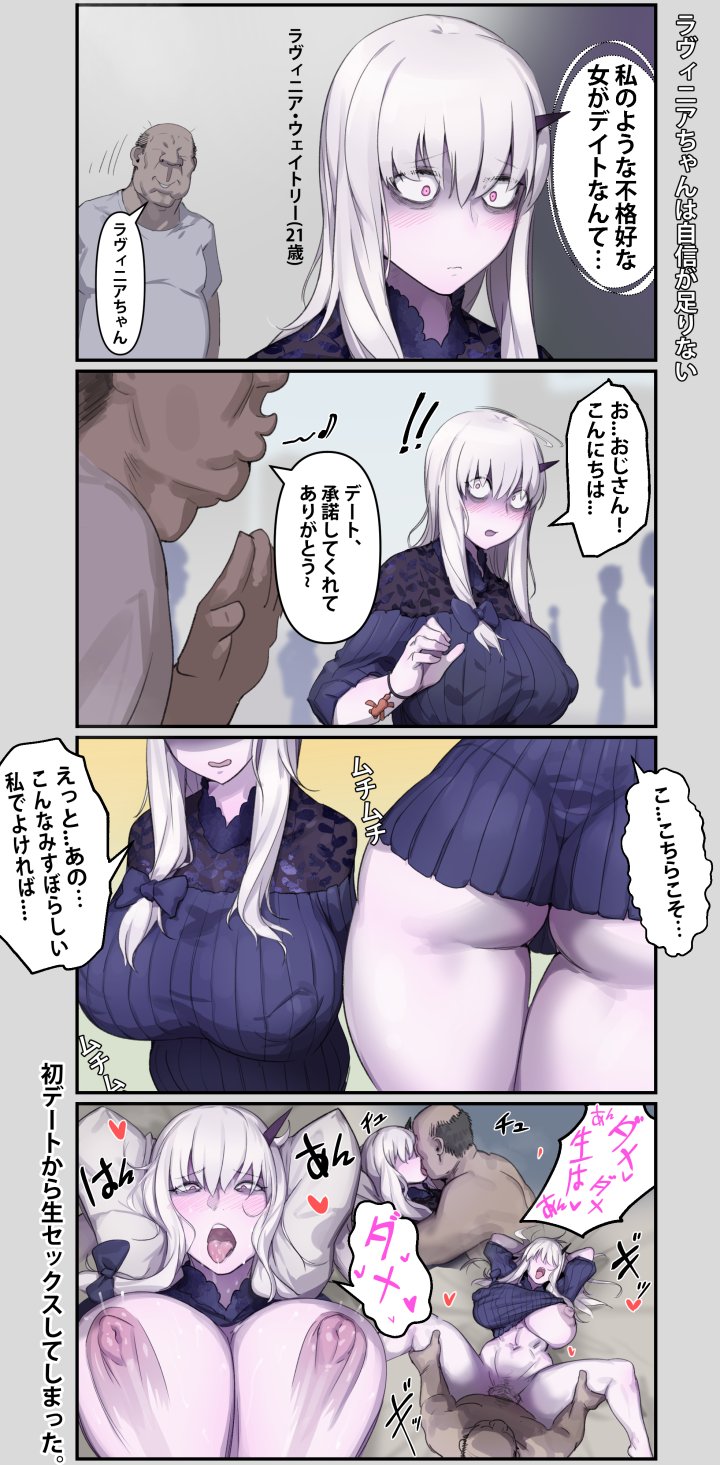 ラヴィニアちゃんは自信が足りない
私のような不格好な
女がデイトなんて…
ラヴィニア・ウェイトリー(21歳)
ラヴィニアちゃん
お…おじさん!
こんにちは…
!!
デート、
承諾してくれて
ありがとう~
こ…こちらこそ…
ムチムチ
えっと…あの…
こんなみすぼらしい
私でよければ…
ムチムチ
あん
ダメ
生は
ダメ
あん
チュ
チュ
あん
はん
ダメ
ギシッ
ギシッ
初デートから生セックスしてしまった。